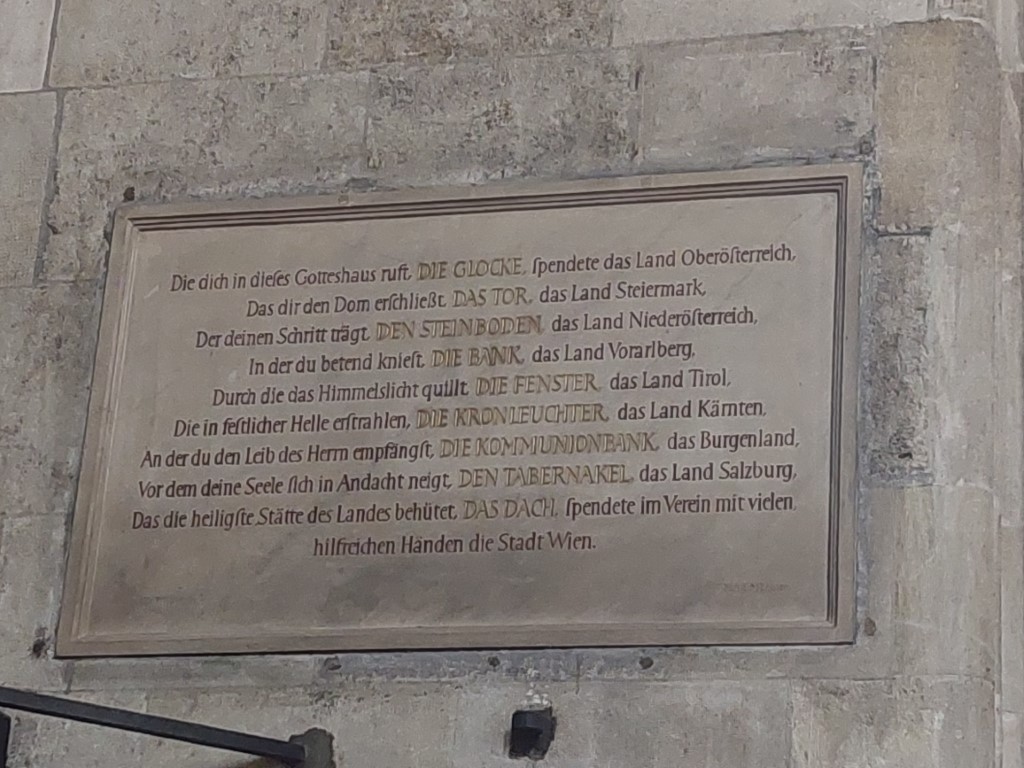 Die dich in dieſes Gotteshaus ruft, DIE GLOCKE, ſpendete das Land Oberöſterreich,
Das dir den Dom erſchließt, DAS TOR, das Land Steiermark,
Der deinen Schritt trägt, DEN STEINBODEN, das Land Niederöſterreich,
In der du betend knieſt, DIE BANK, das Land Vorarlberg,
Durch die das Himmelslicht quillt, DIE FENSTER, das Land Tirol,
Die in feſtlicher Helle erſtrahlen, DIE KRONLEUCHTER, das Land Kärnten,
An der du den Leib des Herrn empfängſt, DIE KOMMUNIONBANK, das Burgenland,
Vor dem deine Seele ſich in Andacht neigt, DEN TABERNAKEL, das Land Salzburg,
Das die heiligſte Stätte des Landes behütet, DAS DACH, ſpendete im Verein mit vielen
hilfreichen Händen die Stadt Wien.